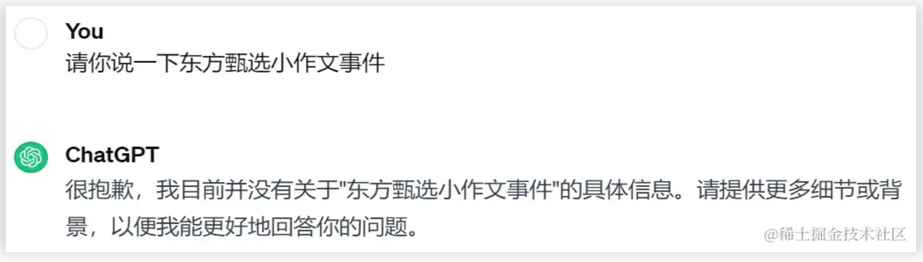 You
请你说一下东方甄选小作文事件
ChatGPT
很抱歉，我目前并没有关于"东方甄选小作文事件"的具体信息。请提供更多细节或背
景，以便我能更好地回答你的问题。
@稀土掘金技术社区